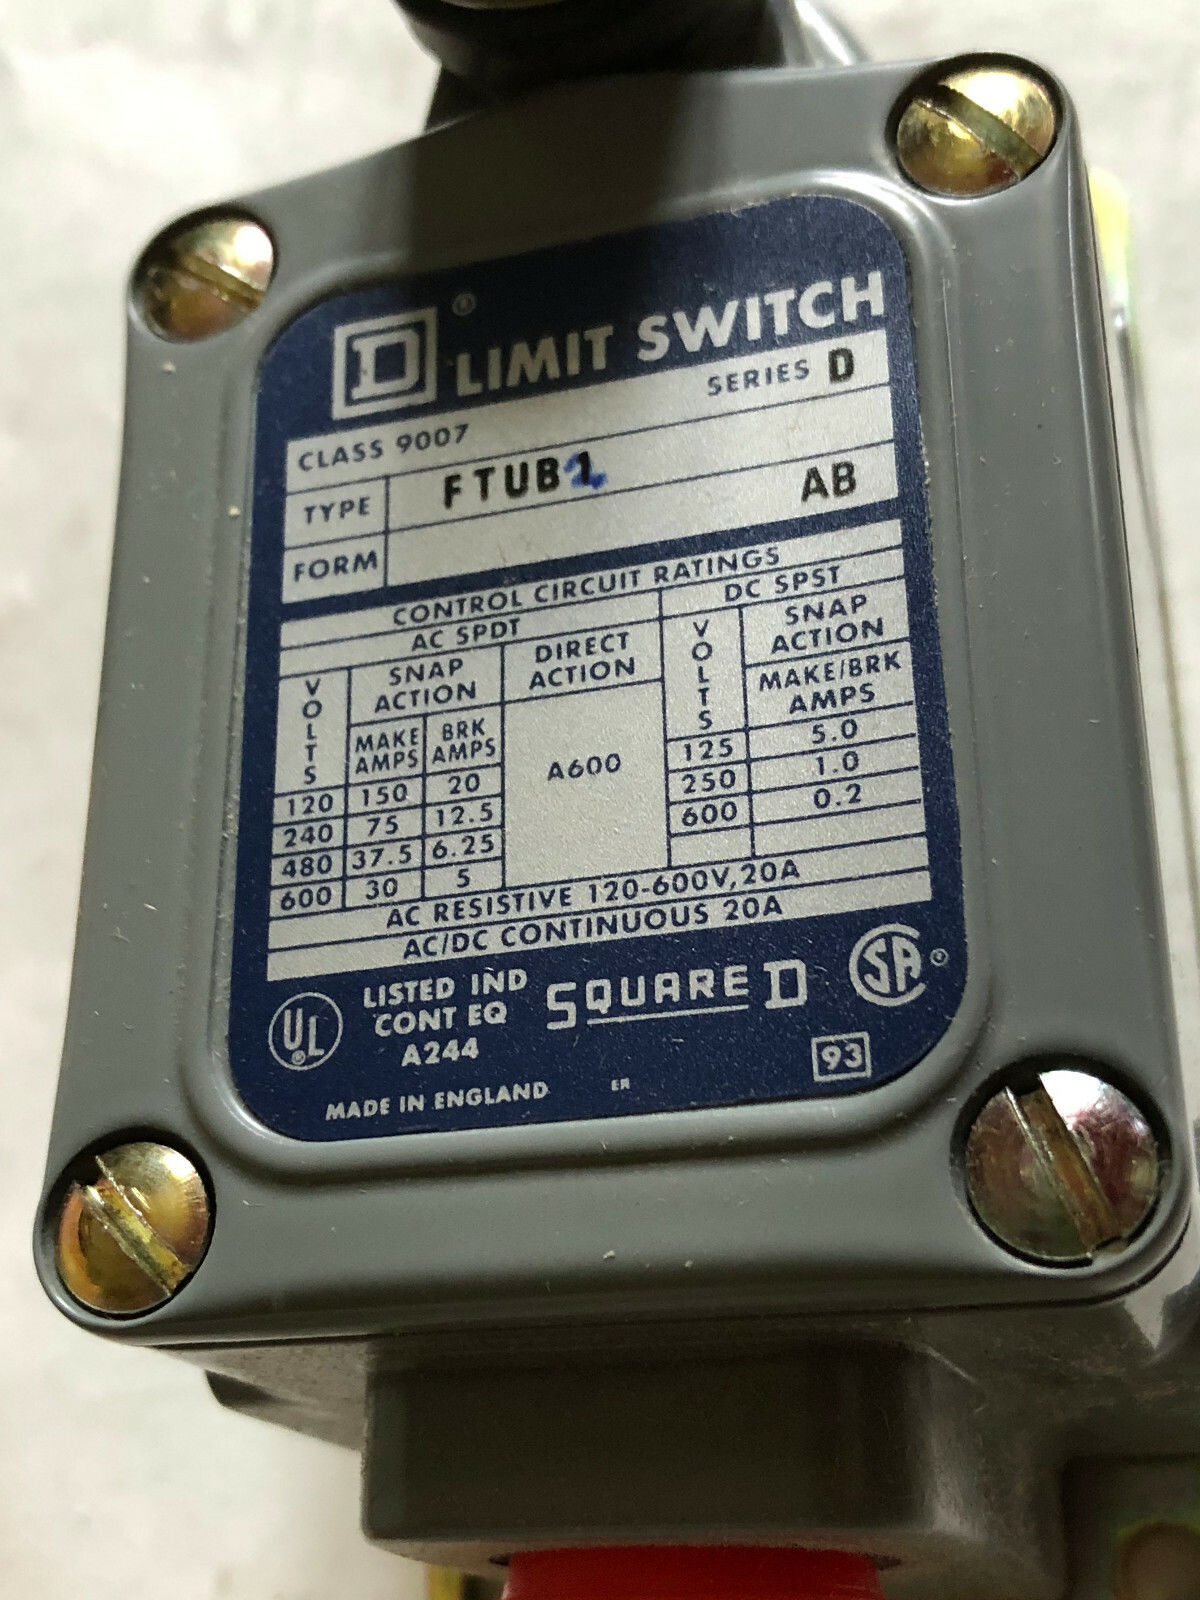 D ® LIMIT SWITCH
CLASS 9007 SERIES D
TYPE FTUB1
FORM AB
CONTROL CIRCUIT RATINGS
AC SPDT DC SPST
VOLTS SNAP ACTION DIRECT ACTION VOLTS SNAP ACTION
MAKE AMPS BRK AMPS MAKE/BRK AMPS
120 150 20 A600 125 5.0
240 75 12.5 250 1.0
480 37.5 6.25 600 0.2
600 30 5
AC RESISTIVE 120-600V, 20A
AC/DC CONTINUOUS 20A
UL ® LISTED IND CONT EQ A244 SQUARE D SA ®
93
MADE IN ENGLAND